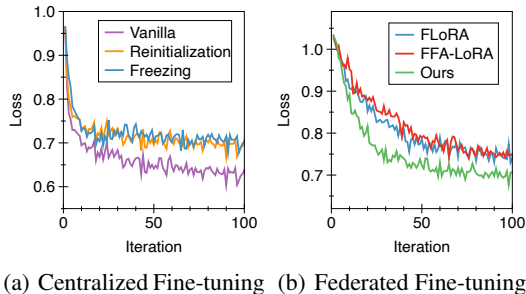 1.0
0.9
0.8
0.7
0.6
Loss
Vanilla
Reinitialization
Freezing
0
50
100
Iteration
1.0
0.9
0.8
0.7
Loss
FLoRA
FFA-LoRA
Ours
0
50
100
Iteration
(a) Centralized Fine-tuning (b) Federated Fine-tuning